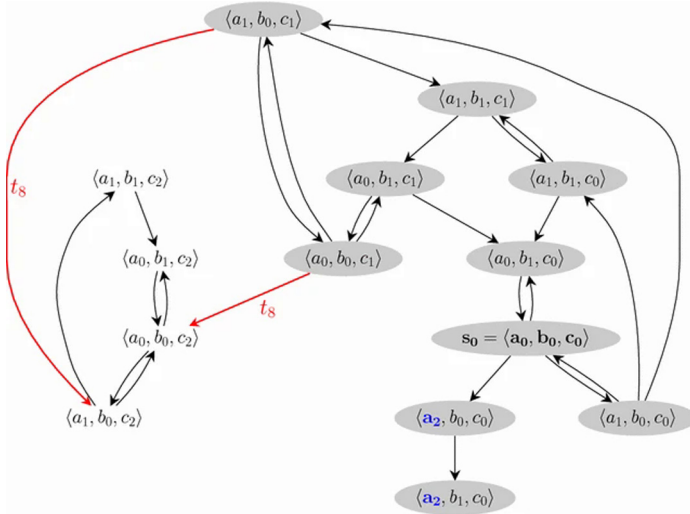 ⟨a₁, b₀, c₁⟩
⟨a₁, b₁, c₁⟩
t₈
⟨a₁, b₁, c₂⟩
⟨a₀, b₁, c₁⟩
⟨a₁, b₁, c₀⟩
⟨a₀, b₁, c₂⟩
⟨a₀, b₀, c₁⟩
⟨a₀, b₁, c₀⟩
t₈
⟨a₀, b₀, c₂⟩
s₀ = ⟨a₀, b₀, c₀⟩
⟨a₁, b₀, c₂⟩
⟨a₂, b₀, c₀⟩
⟨a₁, b₀, c₀⟩
⟨a₂, b₁, c₀⟩